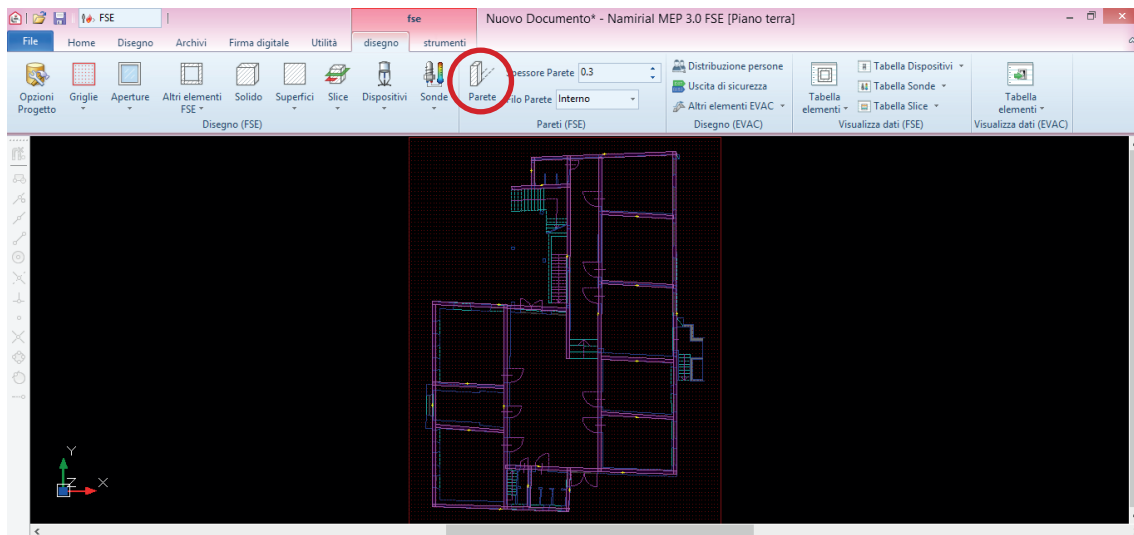 FSE
fse
Nuovo Documento* - Namirial MEP 3.0 FSE [Piano terra]
File Home Disegno Archivi Firma digitale Utilità disegno strumenti
Opzioni Progetto
Griglie
Aperture
Altri elementi FSE
Solido
Superfici
Slice
Dispositivi
Sonde
Disegno (FSE)
Parete
Spessore Parete 0.3
Filo Parete Interno
Pareti (FSE)
Distribuzione persone
Uscita di sicurezza
Altri elementi EVAC
Disegno (EVAC)
Tabella elementi
Tabella Dispositivi
Tabella Sonde
Tabella Slice
Visualizza dati (FSE)
Tabella elementi
Visualizza dati (EVAC)
Y
Z
X